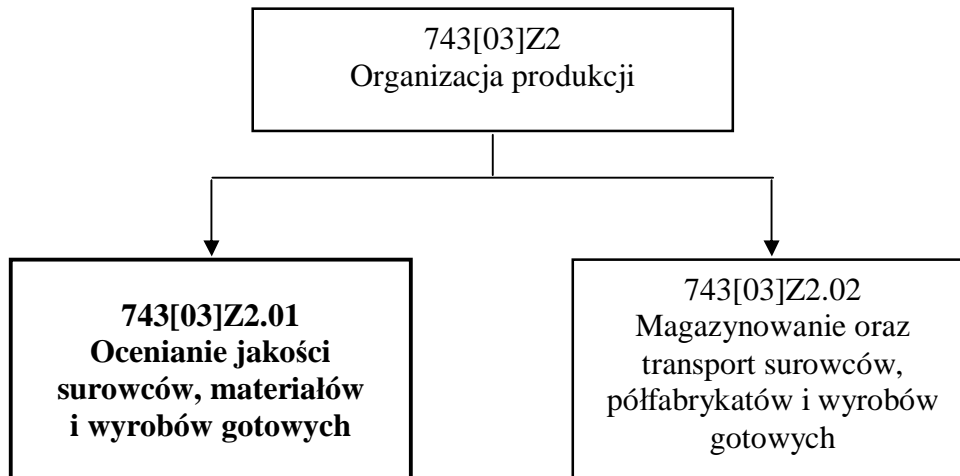 743[03]Z2
Organizacja produkcji
743[03]Z2.01
Ocenianie jakości
surowców, materiałów
i wyrobów gotowych
743[03]Z2.02
Magazynowanie oraz
transport surowców,
półfabrykatów i wyrobów
gotowych